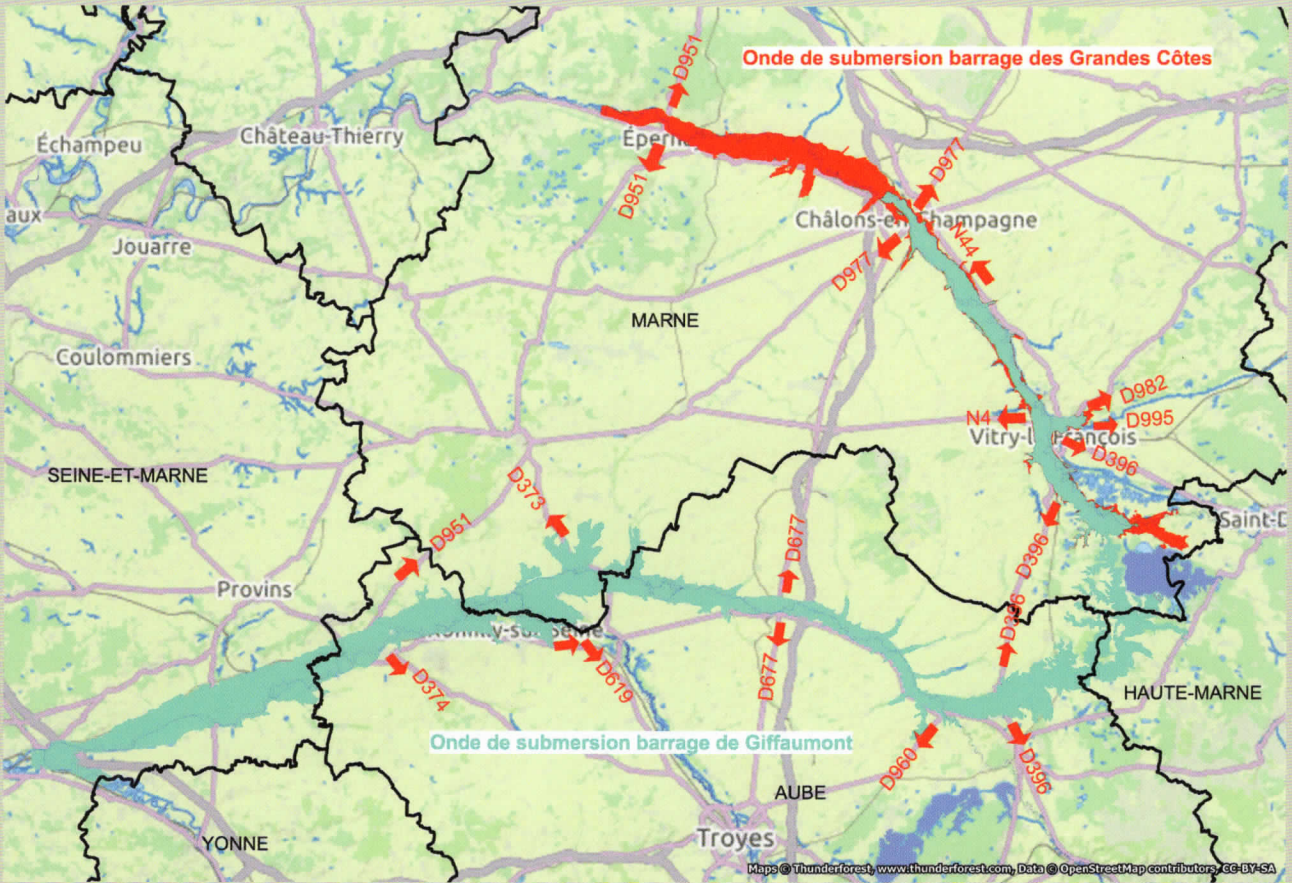 D951
Onde de submersion barrage des Grandes Côtes
Échampeu
Château-Thierry
D951
D977
aux
Jouarre
Châlons-en Champagne
N44
D977
MARNE
Coulommiers
D982
N4
D995
D396
SEINE-ET-MARNE
D373
D951
D677
D396
Saint-D
Provins
D396
D374
D619
D677
HAUTE-MARNE
Onde de submersion barrage de Giffaumont
D960
D396
AUBE
YONNE
Troyes
Maps © Thunderforest, www.thunderforest.com, Data © OpenStreetMap contributors, CC-BY-SA